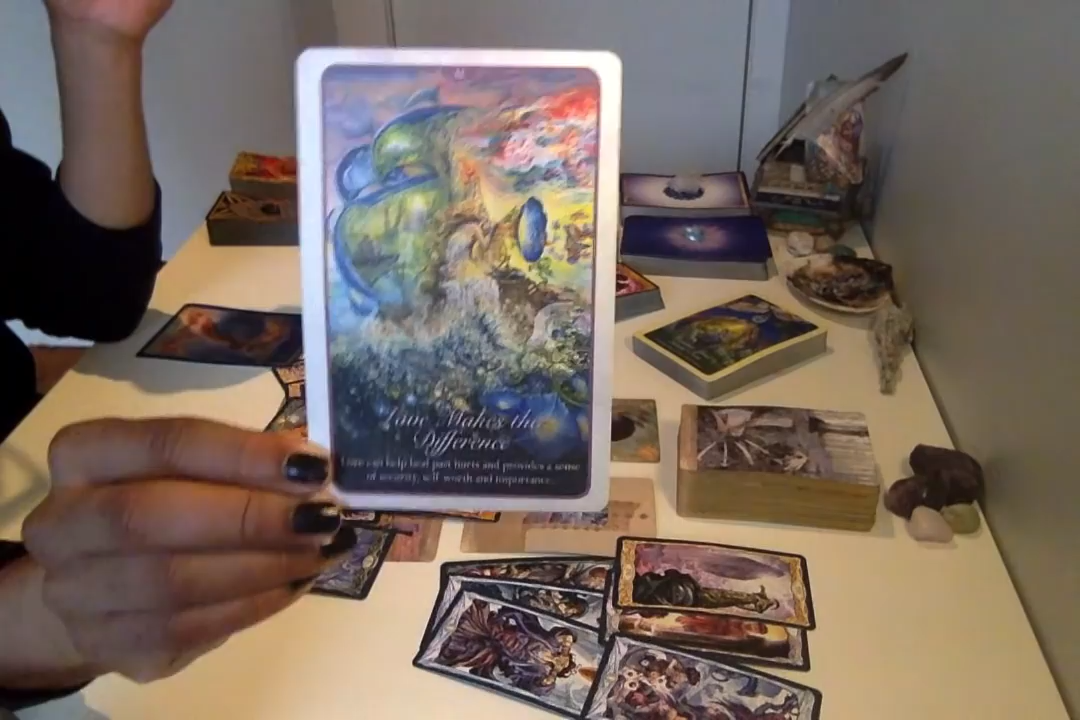 Love Makes the
Difference
Love can help heal past hurts and provides a sense
of security, self-worth and importance.